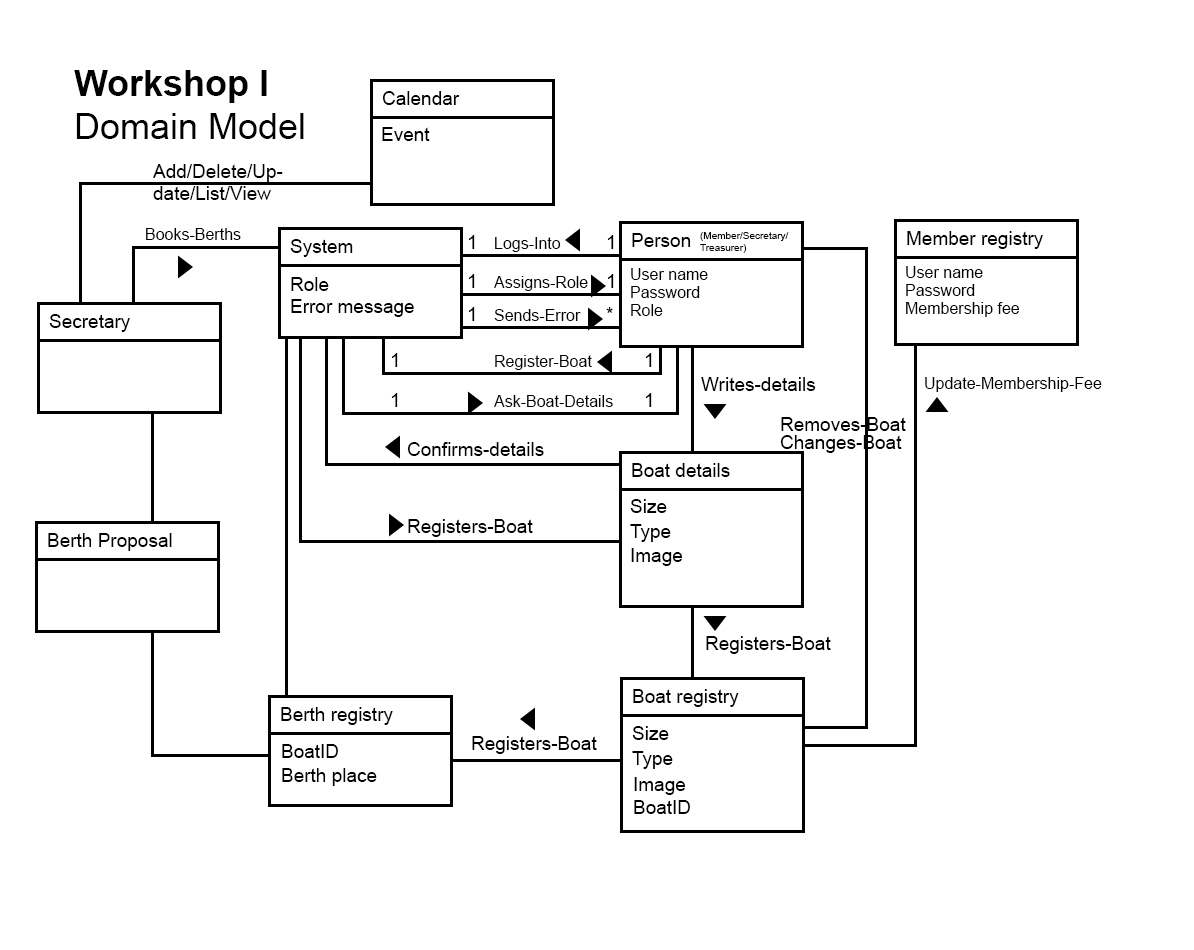 Workshop I
Domain Model
Calendar
Event
Add/Delete/Up-
date/List/View
Books-Berths
System
Role
Error message
1 Logs-Into 1
1 Assigns-Role 1
1 Sends-Error *
Person (Member/Secretary/
Treasurer)
User name
Password
Role
Member registry
User name
Password
Membership fee
Secretary
1 Register-Boat 1
1 Ask-Boat-Details 1
Writes-details
Update-Membership-Fee
Removes-Boat
Changes-Boat
Confirms-details
Boat details
Size
Type
Image
Registers-Boat
Berth Proposal
Registers-Boat
Berth registry
BoatID
Berth place
Registers-Boat
Boat registry
Size
Type
Image
BoatID